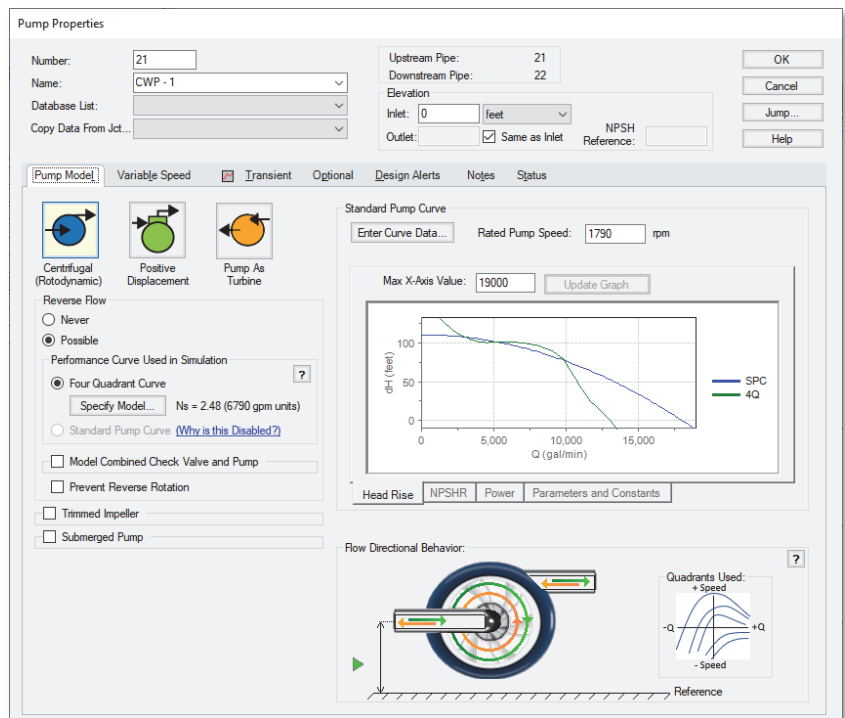 Pump Properties
Number: 21
Name: CWP - 1
Database List:
Copy Data From Jct...
Upstream Pipe: 21
Downstream Pipe: 22
Elevation
Inlet: 0 feet
Outlet: Same as Inlet NPSH Reference:
OK
Cancel
Jump...
Help
Pump Model Variable Speed Transient Optional Design Alerts Notes Status
Centrifugal (Rotodynamic)
Positive Displacement
Pump As Turbine
Reverse Flow
Never
Possible
Performance Curve Used in Simulation
?
Four Quadrant Curve
Specify Model... Ns = 2.48 (6790 gpm units)
Standard Pump Curve (Why is this Disabled?)
Model Combined Check Valve and Pump
Prevent Reverse Rotation
Trimmed Impeller
Submerged Pump
Standard Pump Curve
Enter Curve Data... Rated Pump Speed: 1790 rpm
Max X-Axis Value: 19000 Update Graph
dH (feet)
100
50
0
0 5,000 10,000 15,000
Q (gal/min)
SPC
4Q
Head Rise NPSHR Power Parameters and Constants
Flow Directional Behavior:
?
Quadrants Used:
+ Speed
-Q +Q
- Speed
Reference